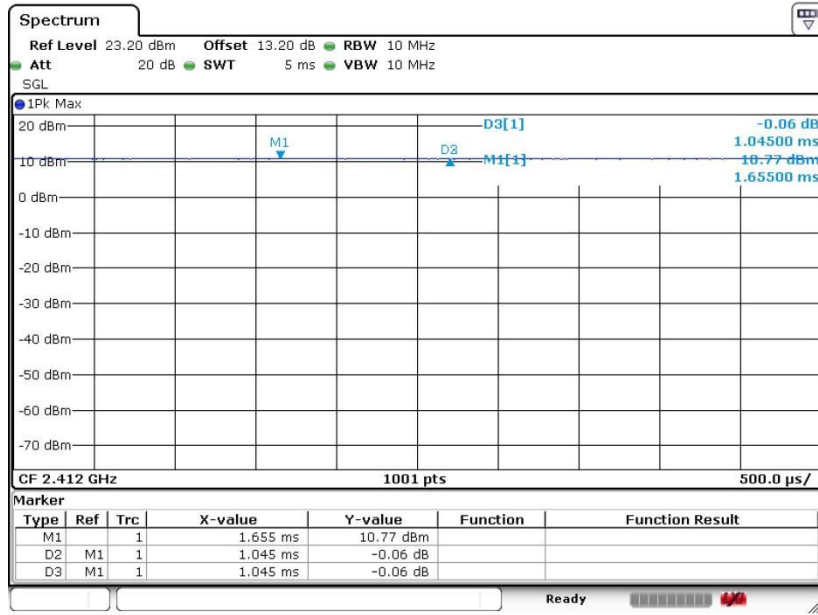 Spectrum
Ref Level 23.20 dBm Offset 13.20 dB RBW 10 MHz
Att 20 dB SWT 5 ms VBW 10 MHz
SGL
1Pk Max
20 dBm D3[1] -0.06 dB
M1 1.04500 ms
10 dBm M1[1] 10.77 dBm
1.65500 ms
0 dBm
-10 dBm
-20 dBm
-30 dBm
-40 dBm
-50 dBm
-60 dBm
-70 dBm
CF 2.412 GHz 1001 pts 500.0 µs/
Marker
Type Ref Trc X-value Y-value Function Function Result
M1 1 1.655 ms 10.77 dBm
D2 M1 1 1.045 ms -0.06 dB
D3 M1 1 1.045 ms -0.06 dB
Ready